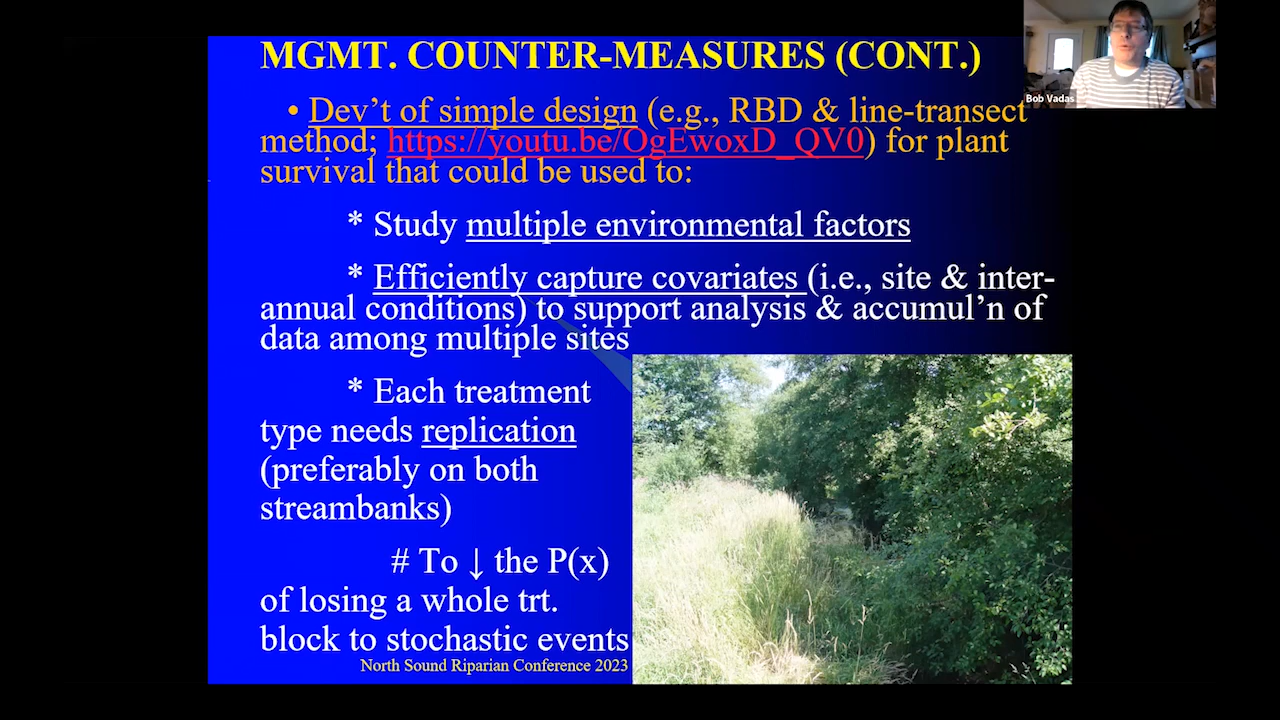 MGMT. COUNTER-MEASURES (CONT.)
• Dev't of simple design (e.g., RBD & line-transect
method; https://youtu.be/OgEwoxD_QV0) for plant
survival that could be used to:
* Study multiple environmental factors
* Efficiently capture covariates (i.e., site & inter-
annual conditions) to support analysis & accumul'n of
data among multiple sites
* Each treatment
type needs replication
(preferably on both
streambanks)
# To ↓ the P(x)
of losing a whole trt.
block to stochastic events
North Sound Riparian Conference 2023
Bob Vadas